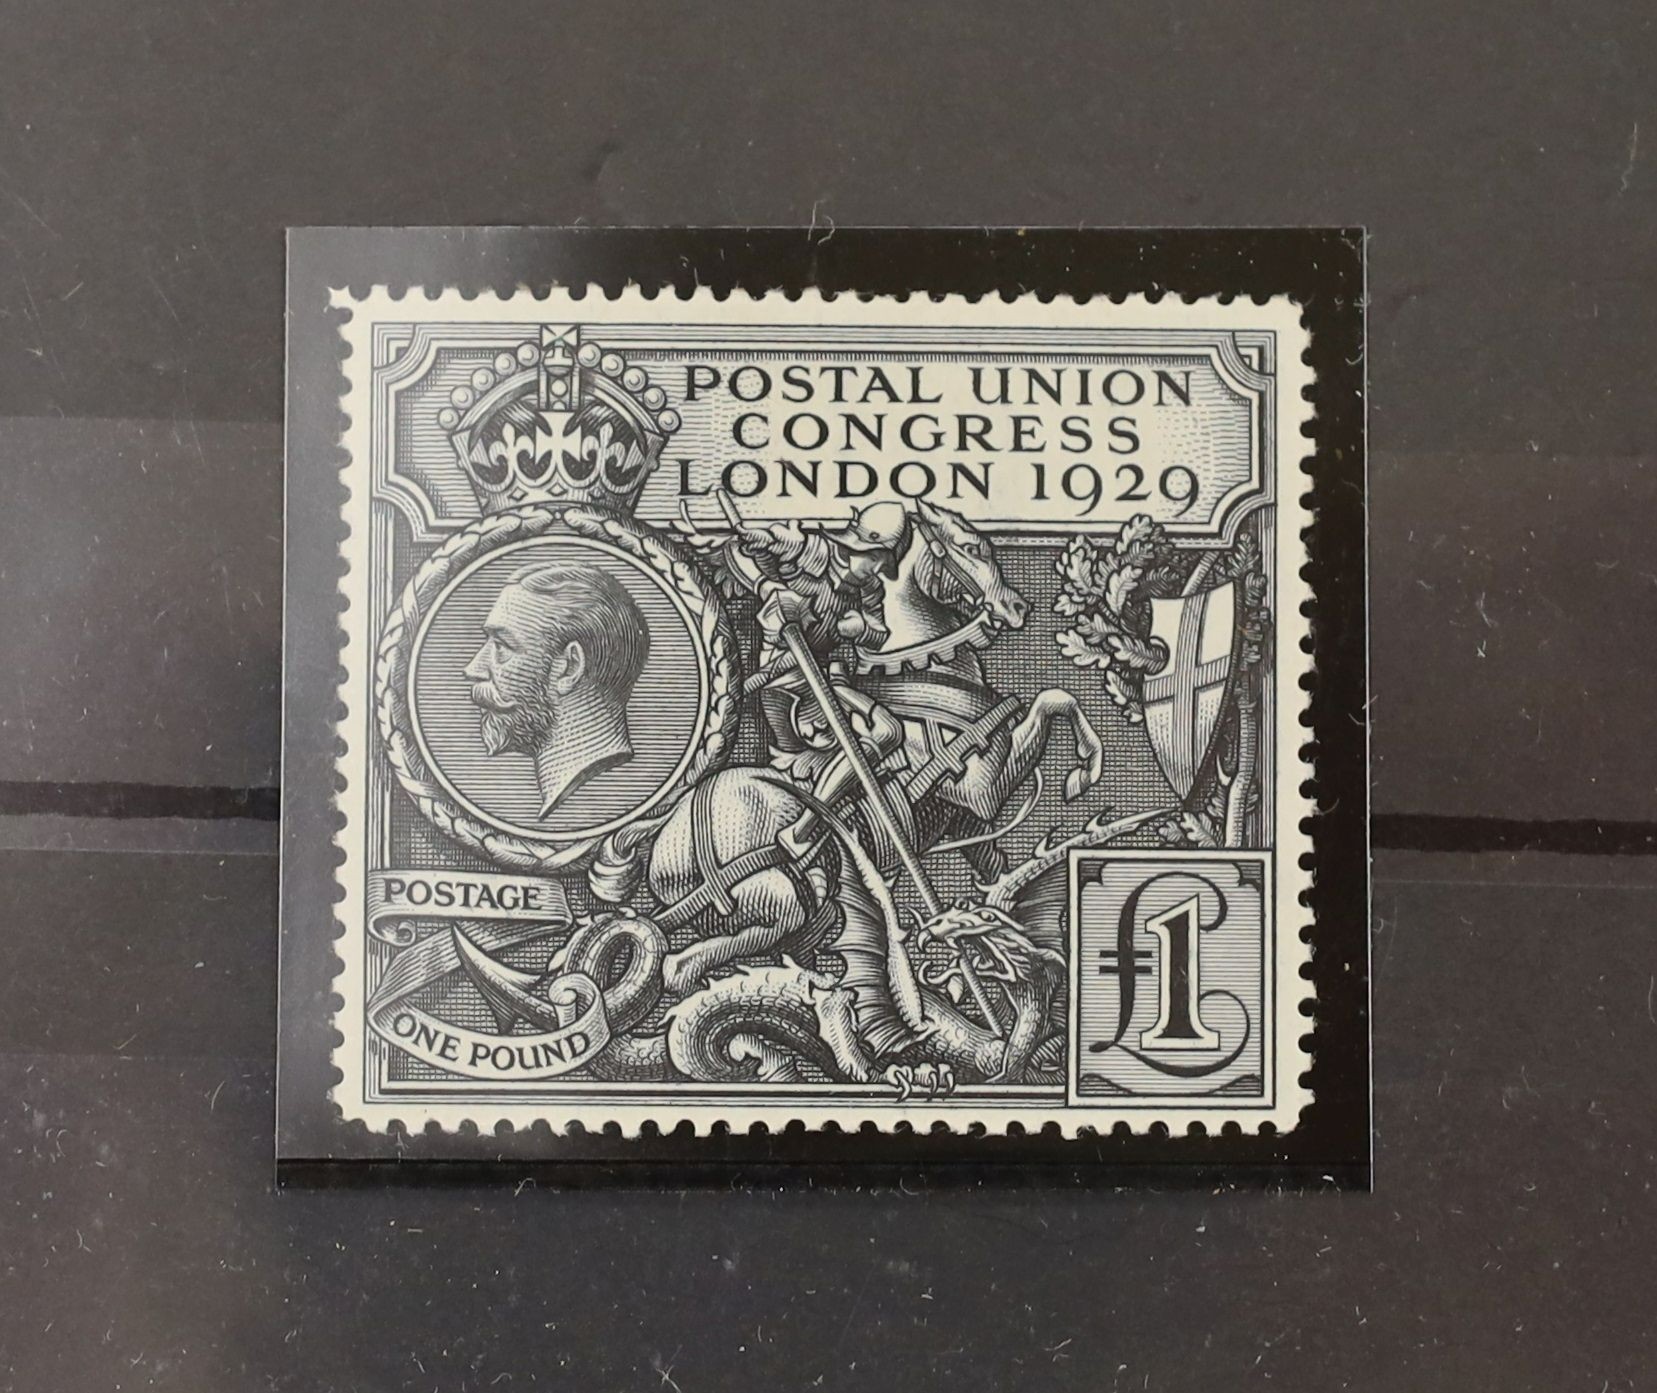 POSTAL UNION
CONGRESS
LONDON 1929
POSTAGE
ONE POUND
£1